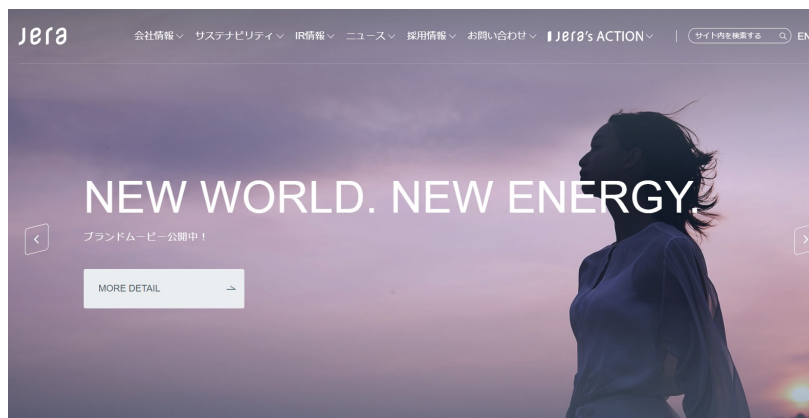 Jera
会社情報 サステナビリティ IR情報 ニュース 採用情報 お問い合わせ Jera's ACTION サイト内を検索する EN
NEW WORLD. NEW ENERGY.
ブランドムービー公開中！
MORE DETAIL